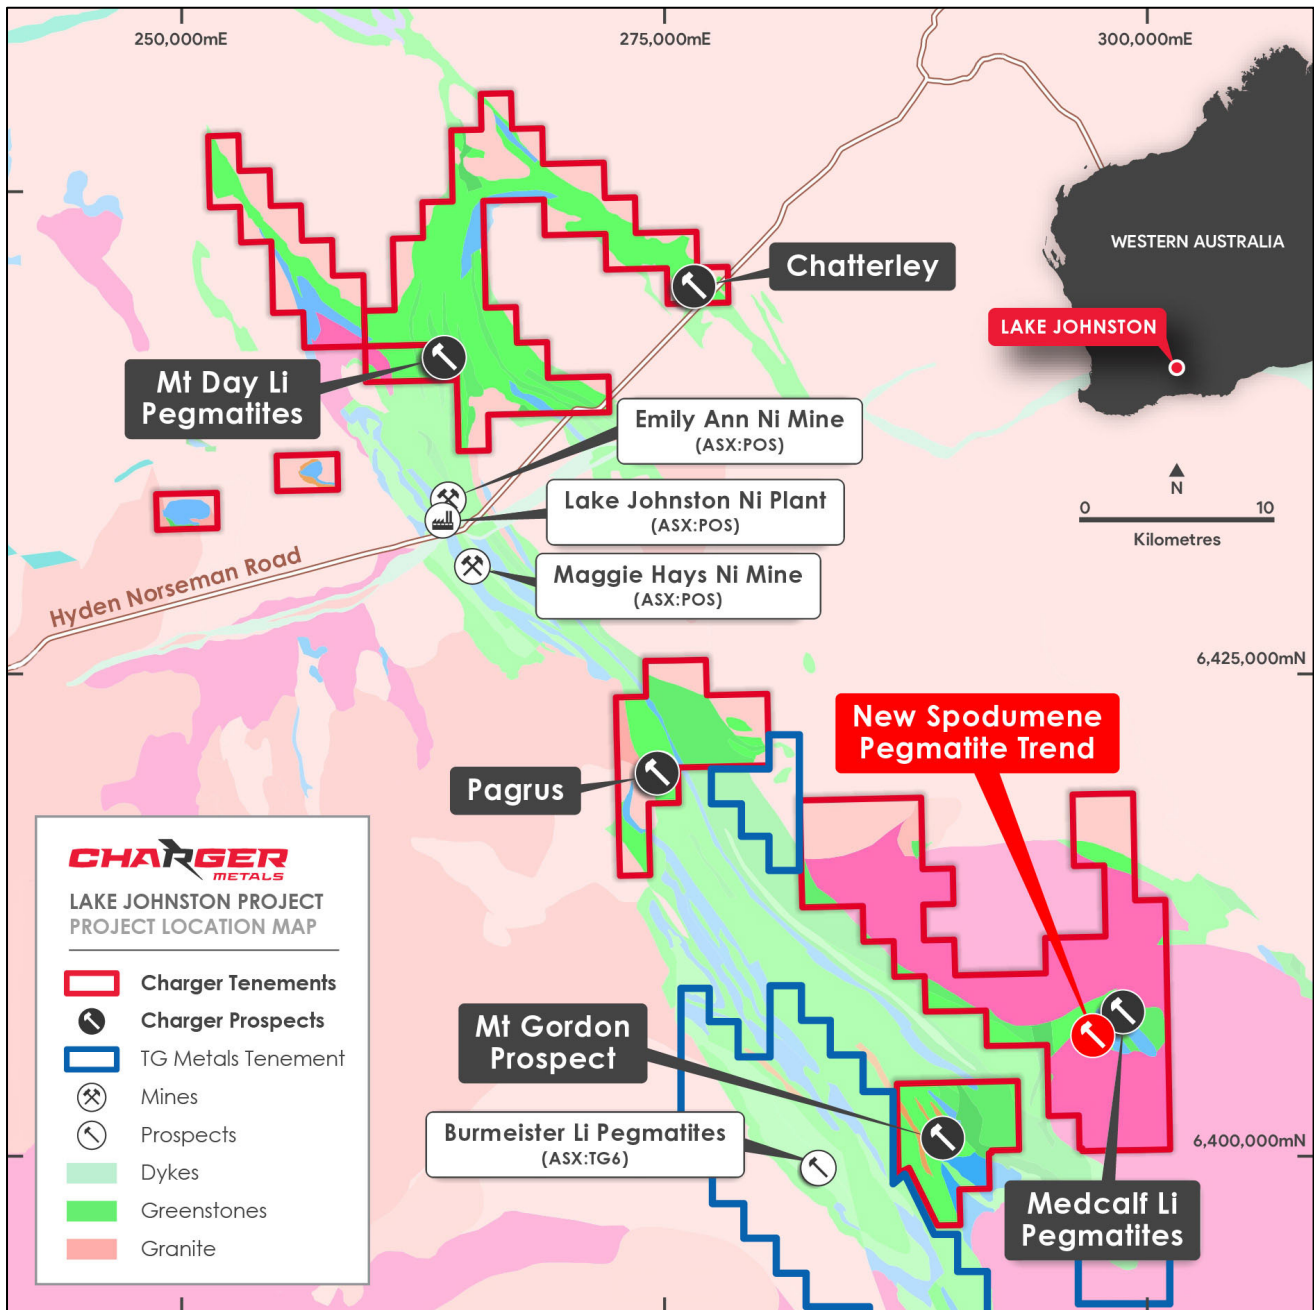 250,000mE
275,000mE
300,000mE
WESTERN AUSTRALIA
LAKE JOHNSTON
Chatterley
Mt Day Li
Pegmatites
Emily Ann Ni Mine
(ASX:POS)
Lake Johnston Ni Plant
(ASX:POS)
Maggie Hays Ni Mine
(ASX:POS)
N
0 10
Kilometres
Hyden Norseman Road
6,425,000mN
New Spodumene
Pegmatite Trend
Pagrus
CHARGER
METALS
LAKE JOHNSTON PROJECT
PROJECT LOCATION MAP
Charger Tenements
Charger Prospects
TG Metals Tenement
Mines
Prospects
Dykes
Greenstones
Granite
Mt Gordon
Prospect
Burmeister Li Pegmatites
(ASX:TG6)
6,400,000mN
Medcalf Li
Pegmatites